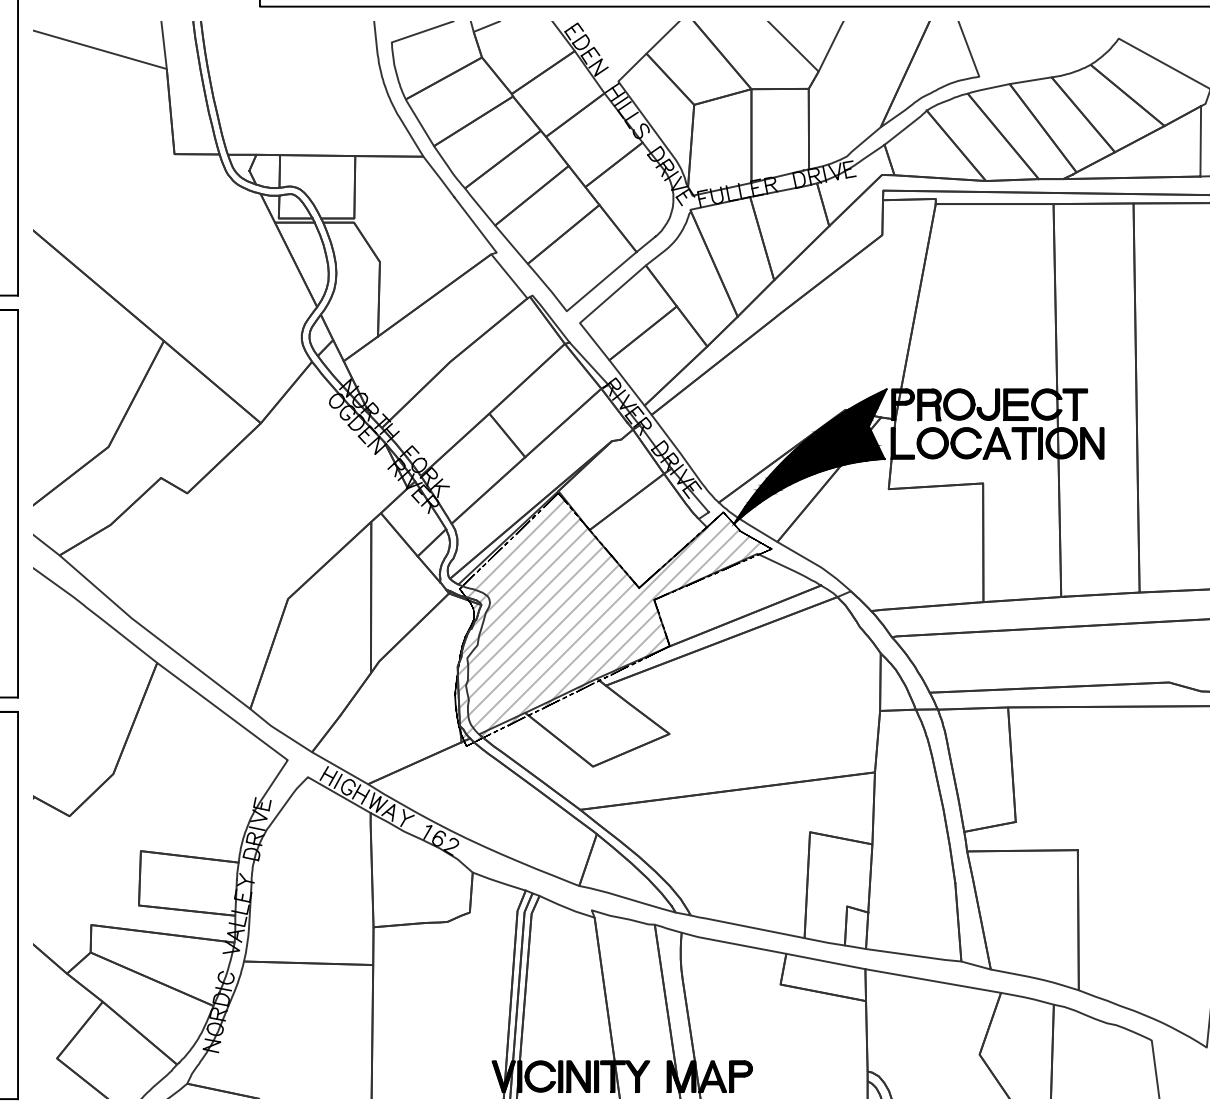 EDEN HILLS DRIVE
FULLER DRIVE
RIVER DRIVE
NORTH FORK
OGDEN RIVER
PROJECT
LOCATION
HIGHWAY 162
NORDIC VALLEY DRIVE
VICINITY MAP